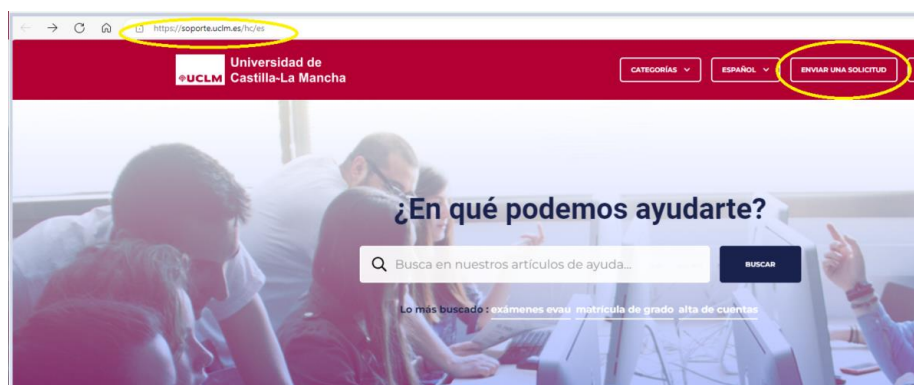 https://soporte.uclm.es/hc/es
Universidad de
UCLM Castilla-La Mancha
CATEGORÍAS
ESPAÑOL
ENVIAR UNA SOLICITUD
¿En qué podemos ayudarte?
Busca en nuestros artículos de ayuda...
BUSCAR
Lo más buscado : exámenes evau matrícula de grado alta de cuentas